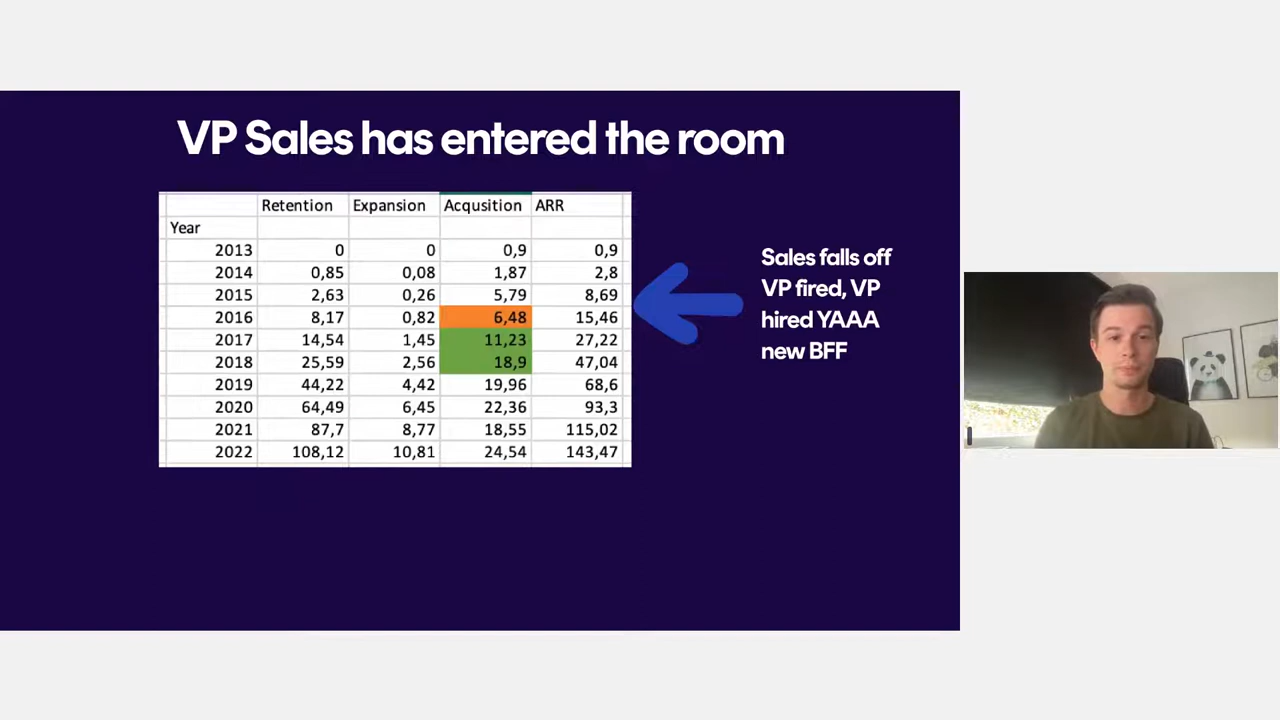 VP Sales has entered the room
Retention Expansion Acqusition ARR
Year
2013 0 0 0,9 0,9
2014 0,85 0,08 1,87 2,8
2015 2,63 0,26 5,79 8,69
2016 8,17 0,82 6,48 15,46
2017 14,54 1,45 11,23 27,22
2018 25,59 2,56 18,9 47,04
2019 44,22 4,42 19,96 68,6
2020 64,49 6,45 22,36 93,3
2021 87,7 8,77 18,55 115,02
2022 108,12 10,81 24,54 143,47
Sales falls off
VP fired, VP
hired YAAA
new BFF